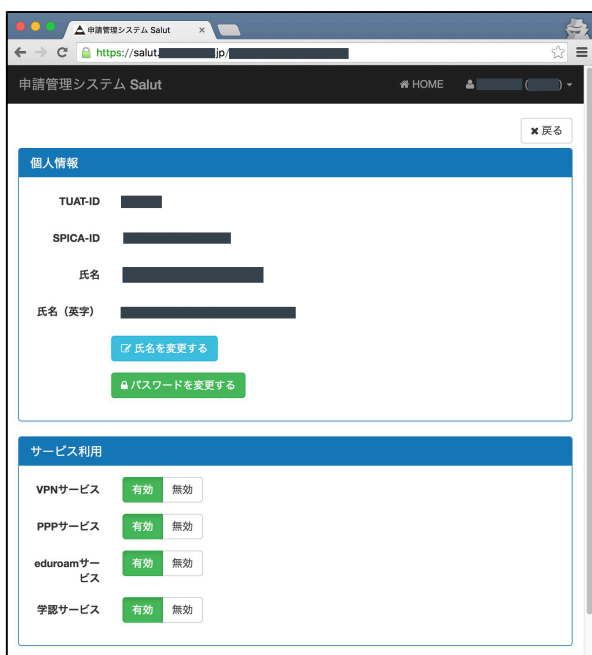 申請管理システム Salut
https://salut. jp/
申請管理システム Salut
HOME
( )
戻る
個人情報
TUAT-ID
SPICA-ID
氏名
氏名（英字）
氏名を変更する
パスワードを変更する
サービス利用
VPNサービス 有効 無効
PPPサービス 有効 無効
eduroamサー
ビス 有効 無効
学認サービス 有効 無効